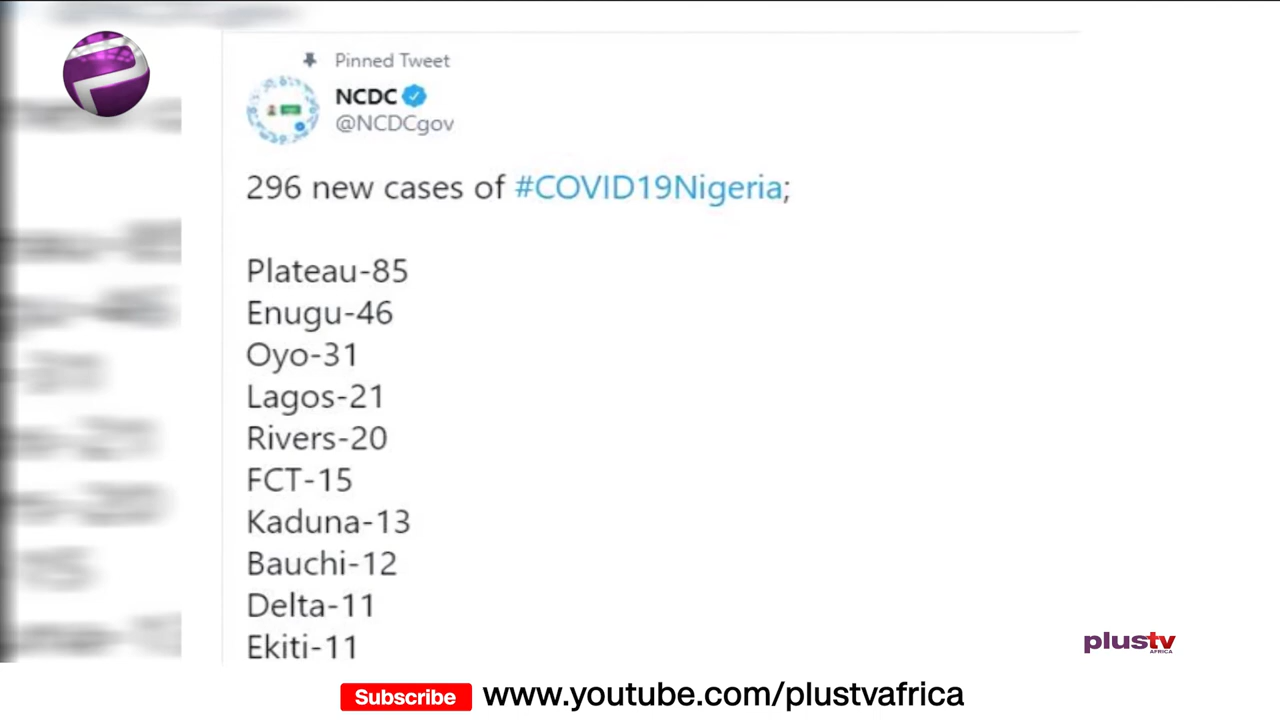 Pinned Tweet
NCDC
@NCDCgov
296 new cases of #COVID19Nigeria;
Plateau-85
Enugu-46
Oyo-31
Lagos-21
Rivers-20
FCT-15
Kaduna-13
Bauchi-12
Delta-11
Ekiti-11
plustv
AFRICA
Subscribe www.youtube.com/plustvafrica